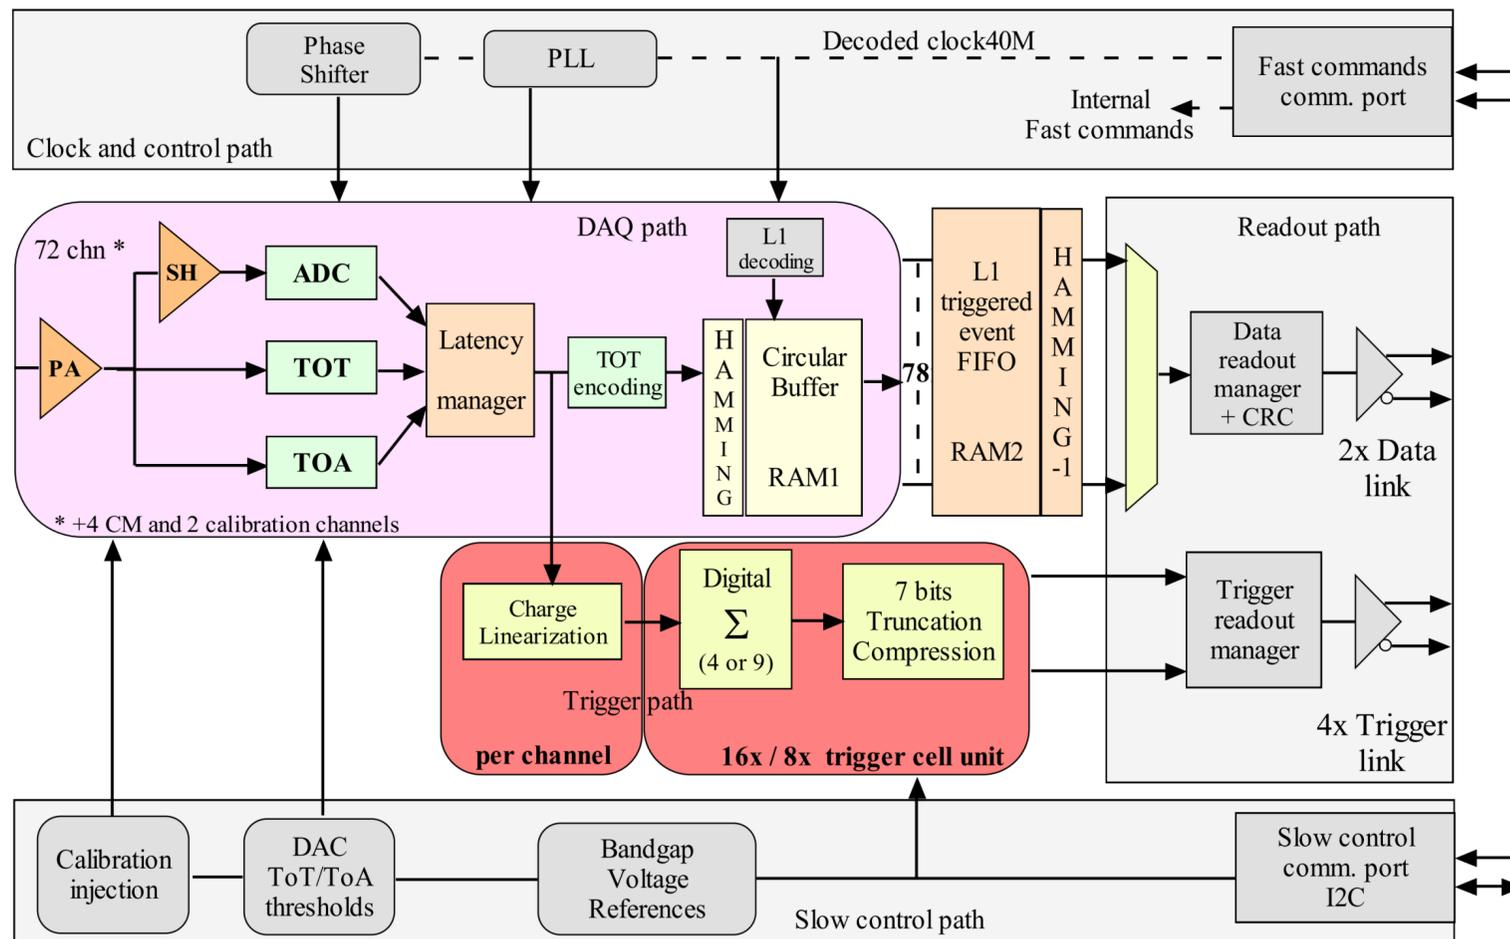 Phase
Shifter
PLL
Decoded clock40M
Fast commands
comm. port
Internal
Fast commands
Clock and control path
72 chn *
DAQ path
SH
ADC
PA
TOT
TOA
Latency
manager
TOT
encoding
L1
decoding
H
A
M
M
I
N
G
Circular
Buffer
RAM1
* +4 CM and 2 calibration channels
78
L1
triggered
event
FIFO
RAM2
H
A
M
M
I
N
G
-1
Readout path
Data
readout
manager
+ CRC
2x Data
link
Charge
Linearization
Digital
Σ
(4 or 9)
7 bits
Truncation
Compression
Trigger path
per channel
16x / 8x trigger cell unit
Trigger
readout
manager
4x Trigger
link
Calibration
injection
DAC
ToT/ToA
thresholds
Bandgap
Voltage
References
Slow control path
Slow control
comm. port
I2C